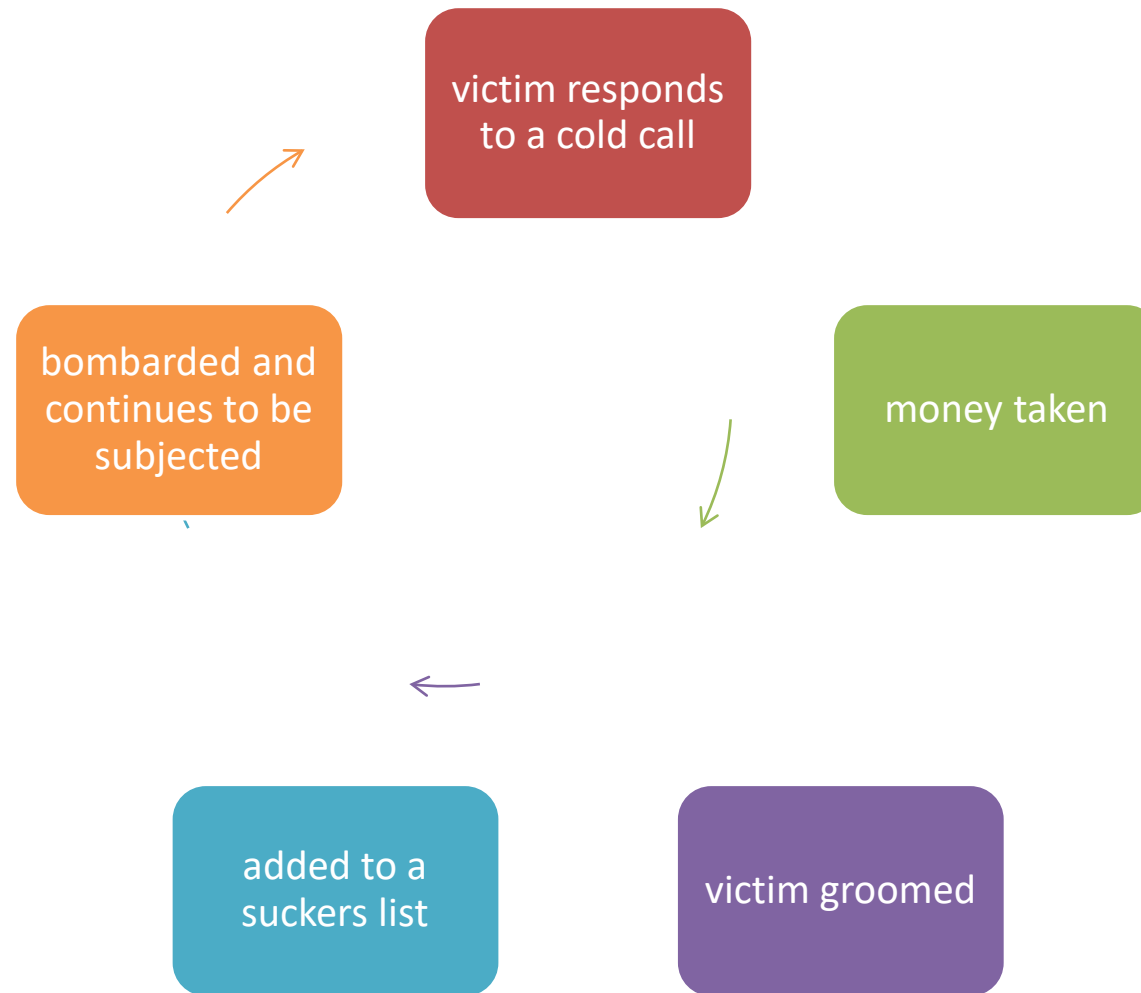 victim responds
to a cold call
money taken
victim groomed
added to a
suckers list
bombarded and
continues to be
subjected